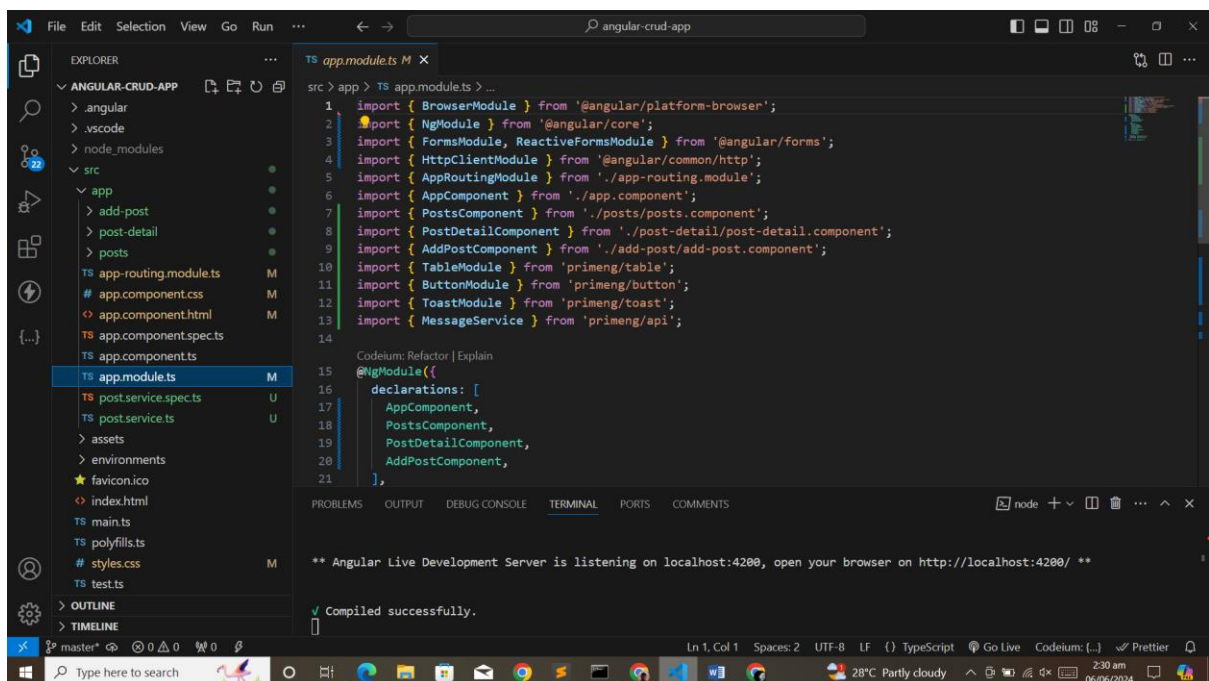 File Edit Selection View Go Run ... angular-crud-app
EXPLORER ...
ANGULAR-CRUD-APP
.angular
.vscode
node_modules
src
app
add-post
post-detail
posts
TS app-routing.module.ts M
# app.component.css M
<> app.component.html M
TS app.component.spec.ts
TS app.component.ts
TS app.module.ts M
TS post.service.spec.ts U
TS post.service.ts U
assets
environments
favicon.ico
<> index.html
TS main.ts
TS polyfills.ts
# styles.css M
TS test.ts
OUTLINE
TIMELINE
22
{...}
TS app.module.ts M
src > app > TS app.module.ts > ...
1 import { BrowserModule } from '@angular/platform-browser';
2 import { NgModule } from '@angular/core';
3 import { FormsModule, ReactiveFormsModule } from '@angular/forms';
4 import { HttpClientModule } from '@angular/common/http';
5 import { AppRoutingModule } from './app-routing.module';
6 import { AppComponent } from './app.component';
7 import { PostsComponent } from './posts/posts.component';
8 import { PostDetailComponent } from './post-detail/post-detail.component';
9 import { AddPostComponent } from './add-post/add-post.component';
10 import { TableModule } from 'primeng/table';
11 import { ButtonModule } from 'primeng/button';
12 import { ToastModule } from 'primeng/toast';
13 import { MessageService } from 'primeng/api';
14
Codeium: Refactor | Explain
15 @NgModule({
16 declarations: [
17 AppComponent,
18 PostsComponent,
19 PostDetailComponent,
20 AddPostComponent,
21 ],
PROBLEMS OUTPUT DEBUG CONSOLE TERMINAL PORTS COMMENTS node
** Angular Live Development Server is listening on localhost:4200, open your browser on http://localhost:4200/ **
√ Compiled successfully.
master* 0 0 0 Ln 1, Col 1 Spaces: 2 UTF-8 LF {} TypeScript Go Live Codeium: {...} Prettier
Type here to search 28°C Partly cloudy 2:30 am
06/06/2024